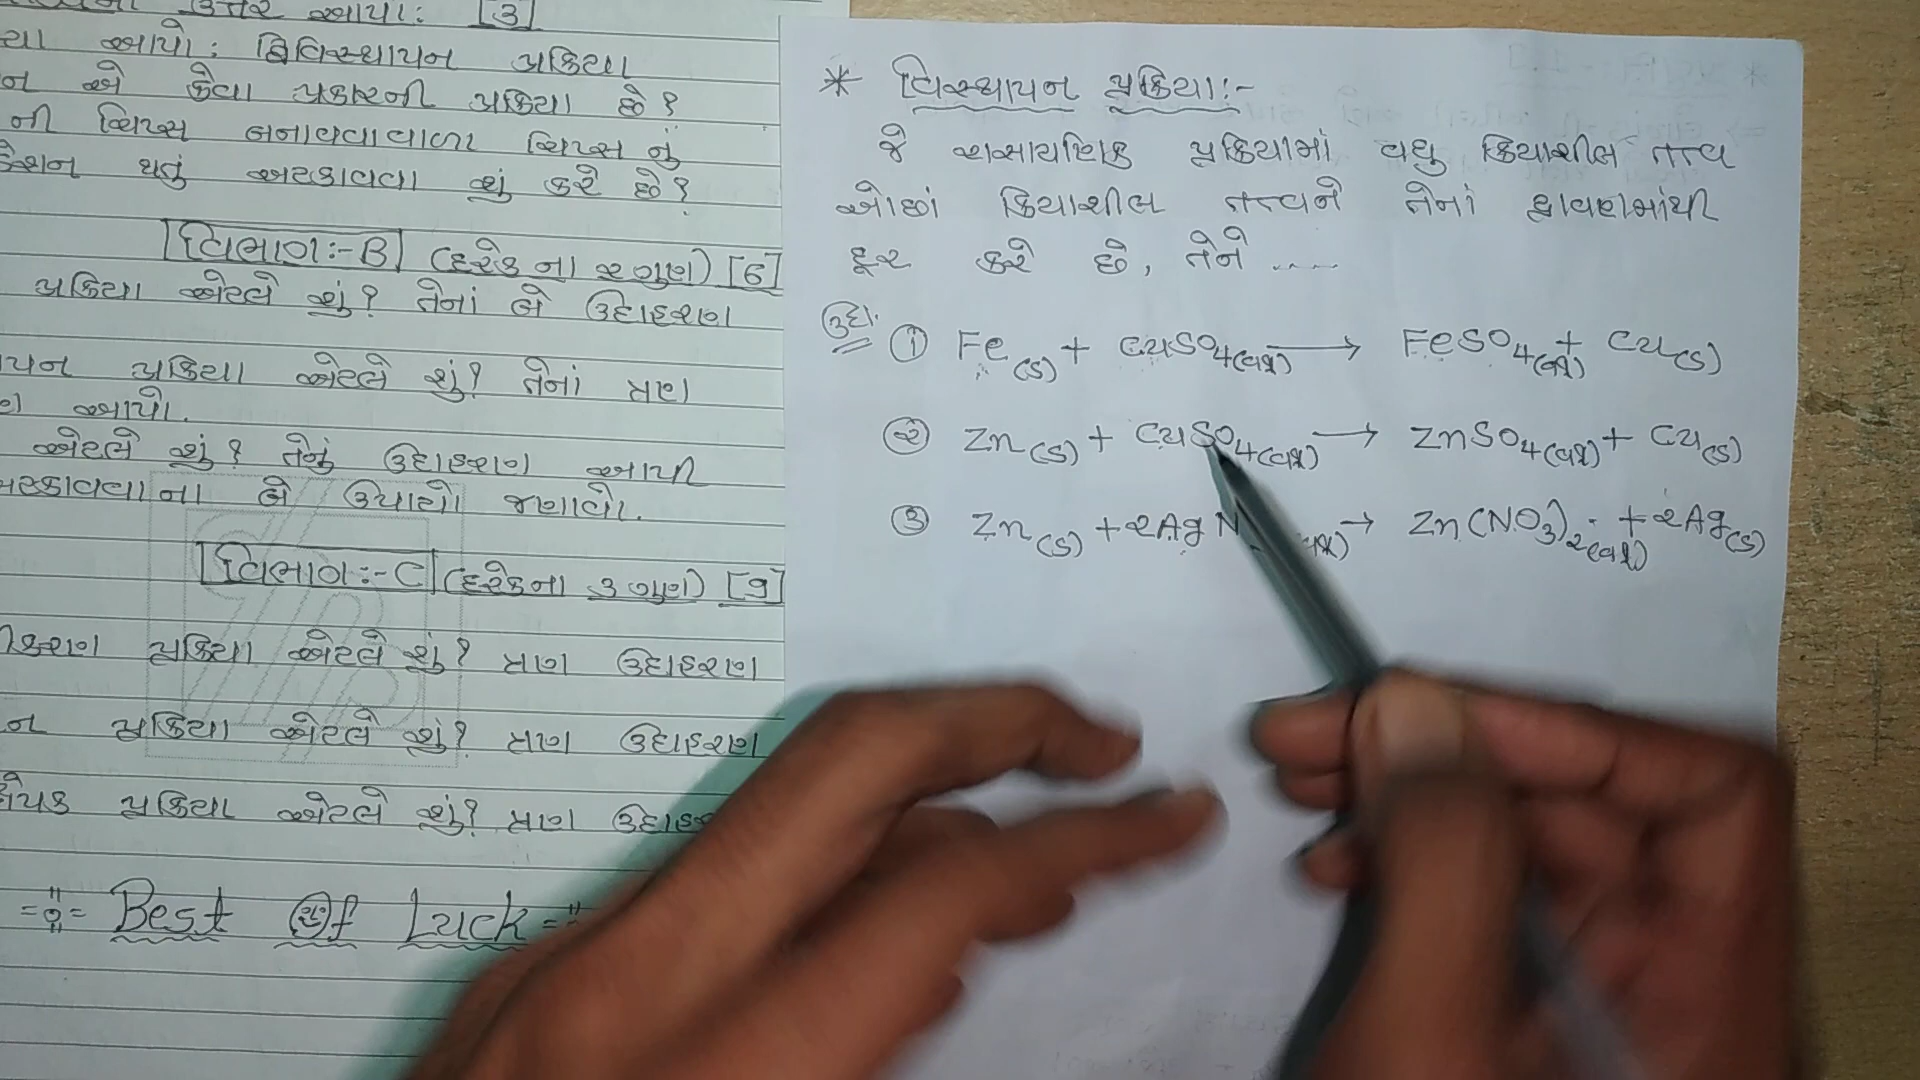 ઉત્તર આપો: [3]
આપો: દ્વિવિસ્થાપન પ્રક્રિયા
ન એ કેવા પ્રકારની પ્રક્રિયા છે?
ની ચિપ્સ બનાવવાવાળા ચિપ્સ નું
થતું અટકાવવા શું કરે છે?
વિભાગ:-B (દરેક ના ૨ ગુણ) [6]
પ્રક્રિયા એટલે શું? તેનાં બે ઉદાહરણ
પ્રક્રિયા એટલે શું? તેનાં ત્રણ
આપો.
એટલે શું? તેનું ઉદાહરણ આપી
અટકાવવાના બે ઉપાયો જણાવો.
વિભાગ:-C (દરેકના 3 ગુણ) [9]
પ્રક્રિયા એટલે શું? ત્રણ ઉદાહરણ
ન પ્રક્રિયા એટલે શું? ત્રણ ઉદાહરણ
પ્રક્રિયા એટલે શું? ત્રણ
Best Of Luck
* વિસ્થાપન પ્રક્રિયા:-
જે રાસાયણિક પ્રક્રિયામાં વધુ ક્રિયાશીલ તત્ત્વ
ઓછાં ક્રિયાશીલ તત્ત્વને તેનાં દ્રાવણમાંથી
દૂર કરે છે, તેને ....
ઉદા. ① Fe(s) + CuSO4(aq) → FeSO4(aq) + Cu(s)
② Zn(s) + CuSO4(aq) → ZnSO4(aq) + Cu(s)
③ Zn(s) + 2AgN (aq) → Zn(NO3)2(aq) + 2Ag(s)